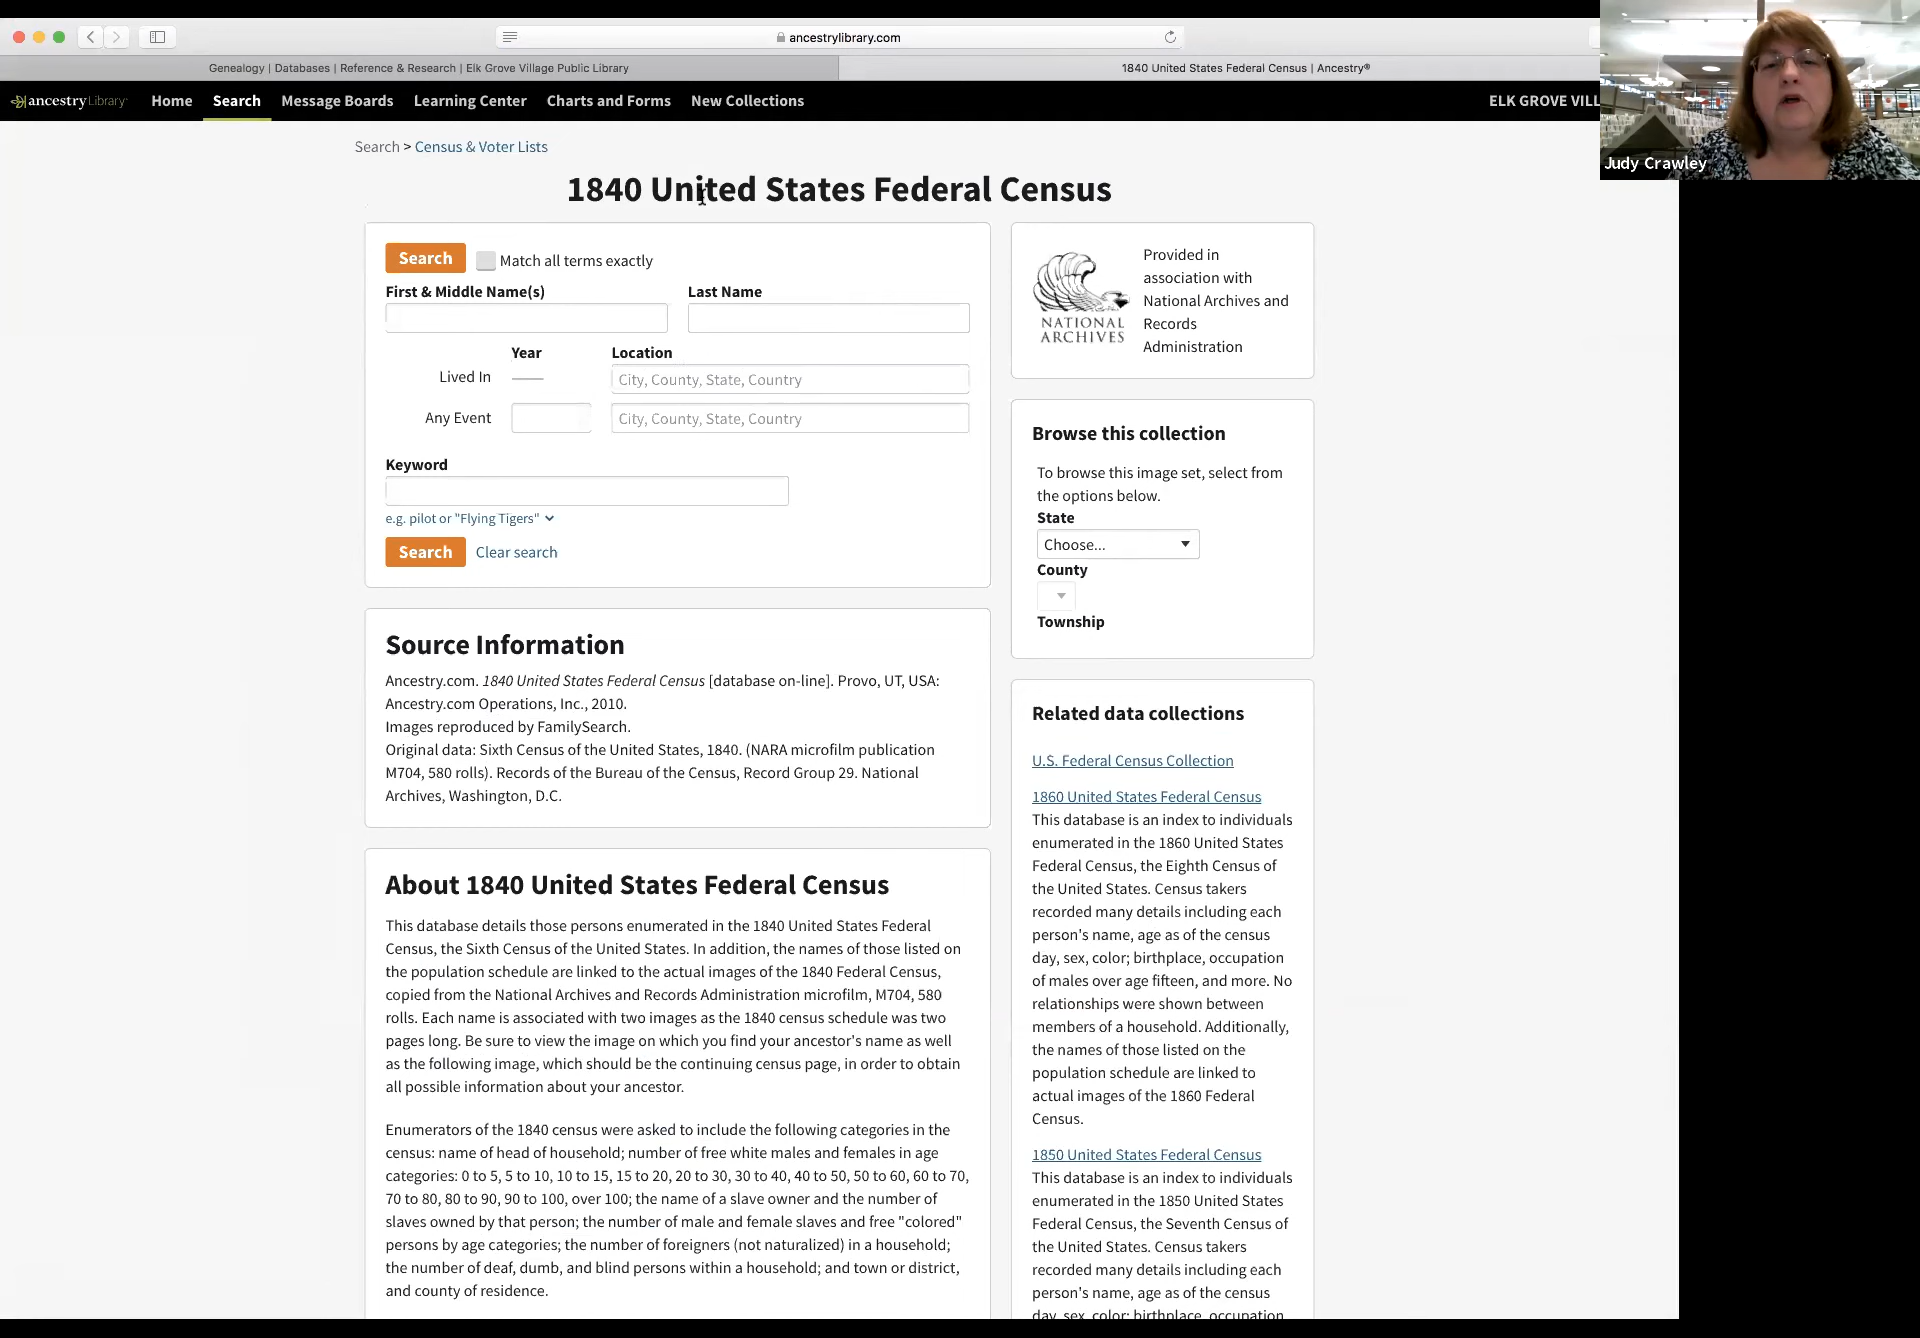 ancestrylibrary.com
Genealogy | Databases | Reference & Research | Elk Grove Village Public Library
1840 United States Federal Census | Ancestry®
ancestryLibrary
Home
Search
Message Boards
Learning Center
Charts and Forms
New Collections
ELK GROVE VILL
Judy Crawley
Search > Census & Voter Lists
1840 United States Federal Census
Search
Match all terms exactly
First & Middle Name(s)
Last Name
Year
Location
Lived In
City, County, State, Country
Any Event
City, County, State, Country
Keyword
e.g. pilot or "Flying Tigers"
Search
Clear search
Source Information
Ancestry.com. 1840 United States Federal Census [database on-line]. Provo, UT, USA:
Ancestry.com Operations, Inc., 2010.
Images reproduced by FamilySearch.
Original data: Sixth Census of the United States, 1840. (NARA microfilm publication
M704, 580 rolls). Records of the Bureau of the Census, Record Group 29. National
Archives, Washington, D.C.
About 1840 United States Federal Census
This database details those persons enumerated in the 1840 United States Federal
Census, the Sixth Census of the United States. In addition, the names of those listed on
the population schedule are linked to the actual images of the 1840 Federal Census,
copied from the National Archives and Records Administration microfilm, M704, 580
rolls. Each name is associated with two images as the 1840 census schedule was two
pages long. Be sure to view the image on which you find your ancestor's name as well
as the following image, which should be the continuing census page, in order to obtain
all possible information about your ancestor.
Enumerators of the 1840 census were asked to include the following categories in the
census: name of head of household; number of free white males and females in age
categories: 0 to 5, 5 to 10, 10 to 15, 15 to 20, 20 to 30, 30 to 40, 40 to 50, 50 to 60, 60 to 70,
70 to 80, 80 to 90, 90 to 100, over 100; the name of a slave owner and the number of
slaves owned by that person; the number of male and female slaves and free "colored"
persons by age categories; the number of foreigners (not naturalized) in a household;
the number of deaf, dumb, and blind persons within a household; and town or district,
and county of residence.
NATIONAL
ARCHIVES
Provided in
association with
National Archives and
Records
Administration
Browse this collection
To browse this image set, select from
the options below.
State
Choose...
County
Township
Related data collections
U.S. Federal Census Collection
1860 United States Federal Census
This database is an index to individuals
enumerated in the 1860 United States
Federal Census, the Eighth Census of
the United States. Census takers
recorded many details including each
person's name, age as of the census
day, sex, color; birthplace, occupation
of males over age fifteen, and more. No
relationships were shown between
members of a household. Additionally,
the names of those listed on the
population schedule are linked to
actual images of the 1860 Federal
Census.
1850 United States Federal Census
This database is an index to individuals
enumerated in the 1850 United States
Federal Census, the Seventh Census of
the United States. Census takers
recorded many details including each
person's name, age as of the census
day, sex, color; birthplace, occupation